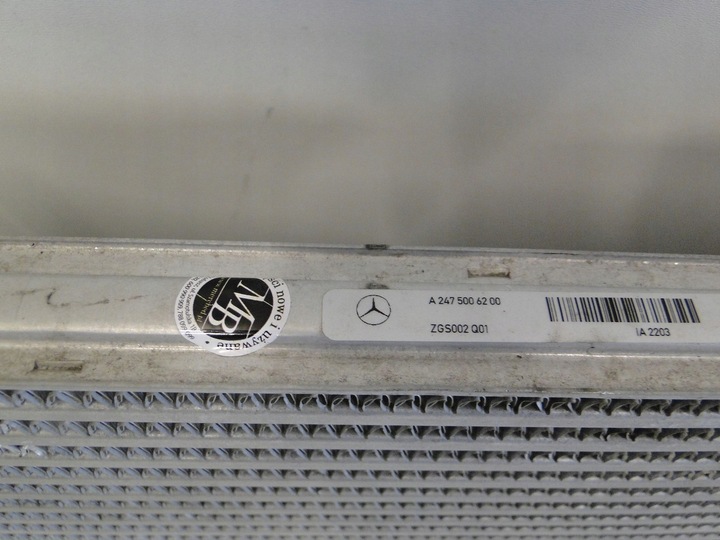 A 247 500 62 00
ZGS002 Q01
IA 2203
MB
nowe i używane